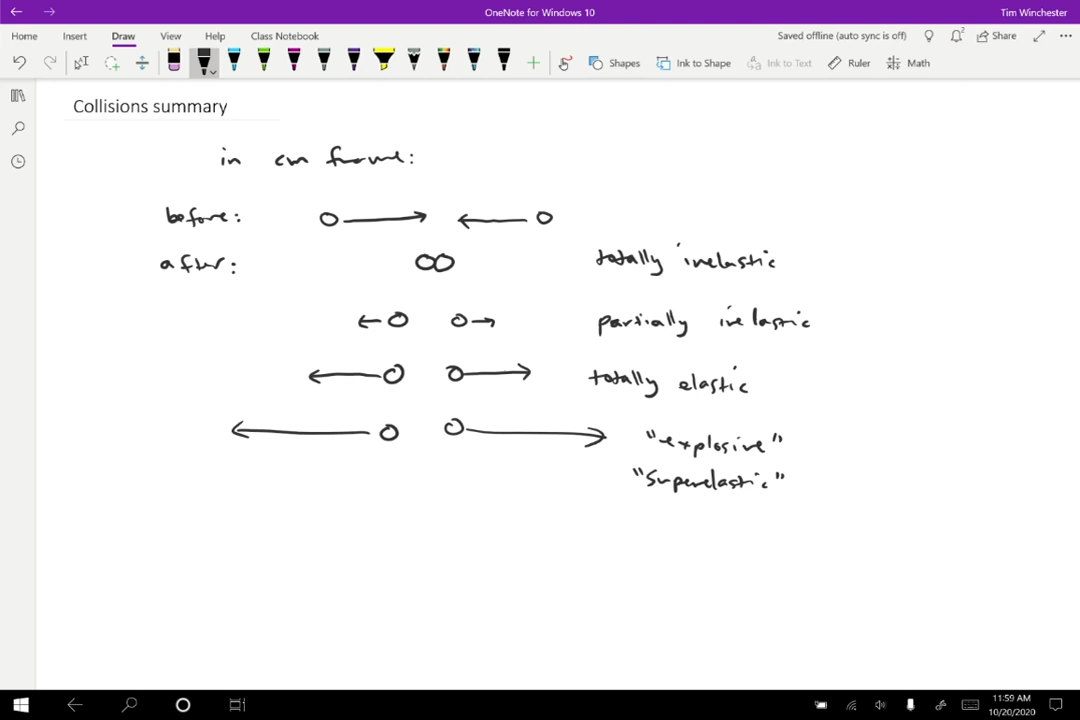 OneNote for Windows 10
Tim Winchester
Home Insert Draw View Help Class Notebook
Saved offline (auto sync is off) Share
Shapes Ink to Shape Ink to Text Ruler Math
Collisions summary
in cm frame:
before:
after: totally inelastic
partially inelastic
totally elastic
"explosive"
"Superelastic"
11:59 AM
10/20/2020